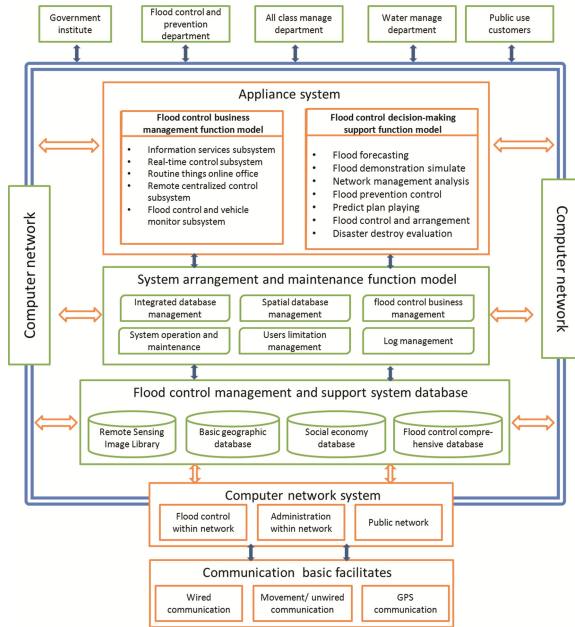 Government
institute
Flood control and
prevention department
All class manage
department
Water manage
department
Public use
customers
Appliance system
Flood control business
management function model
Information services subsystem
Real-time control subsystem
Routine things online office
Remote centralized control
subsystem
Flood control and vehicle
monitor subsystem
Flood control decision-making
support function model
Flood forecasting
Flood demonstration simulate
Network management analysis
Flood prevention control
Predict plan playing
Flood control and arrangement
Disaster destroy evaluation
Computer network
Computer network
System arrangement and maintenance function model
Integrated database
management
Spatial database
management
flood control business
management
System operation and
maintenance
Users limitation
management
Log management
Flood control management and support system database
Remote Sensing
Image Library
Basic geographic
database
Social economy
database
Flood control compre-
hensive database
Computer network system
Flood control
within network
Administration
within network
Public network
Communication basic facilitates
Wired
communication
Movement/ unwired
communication
GPS
communication